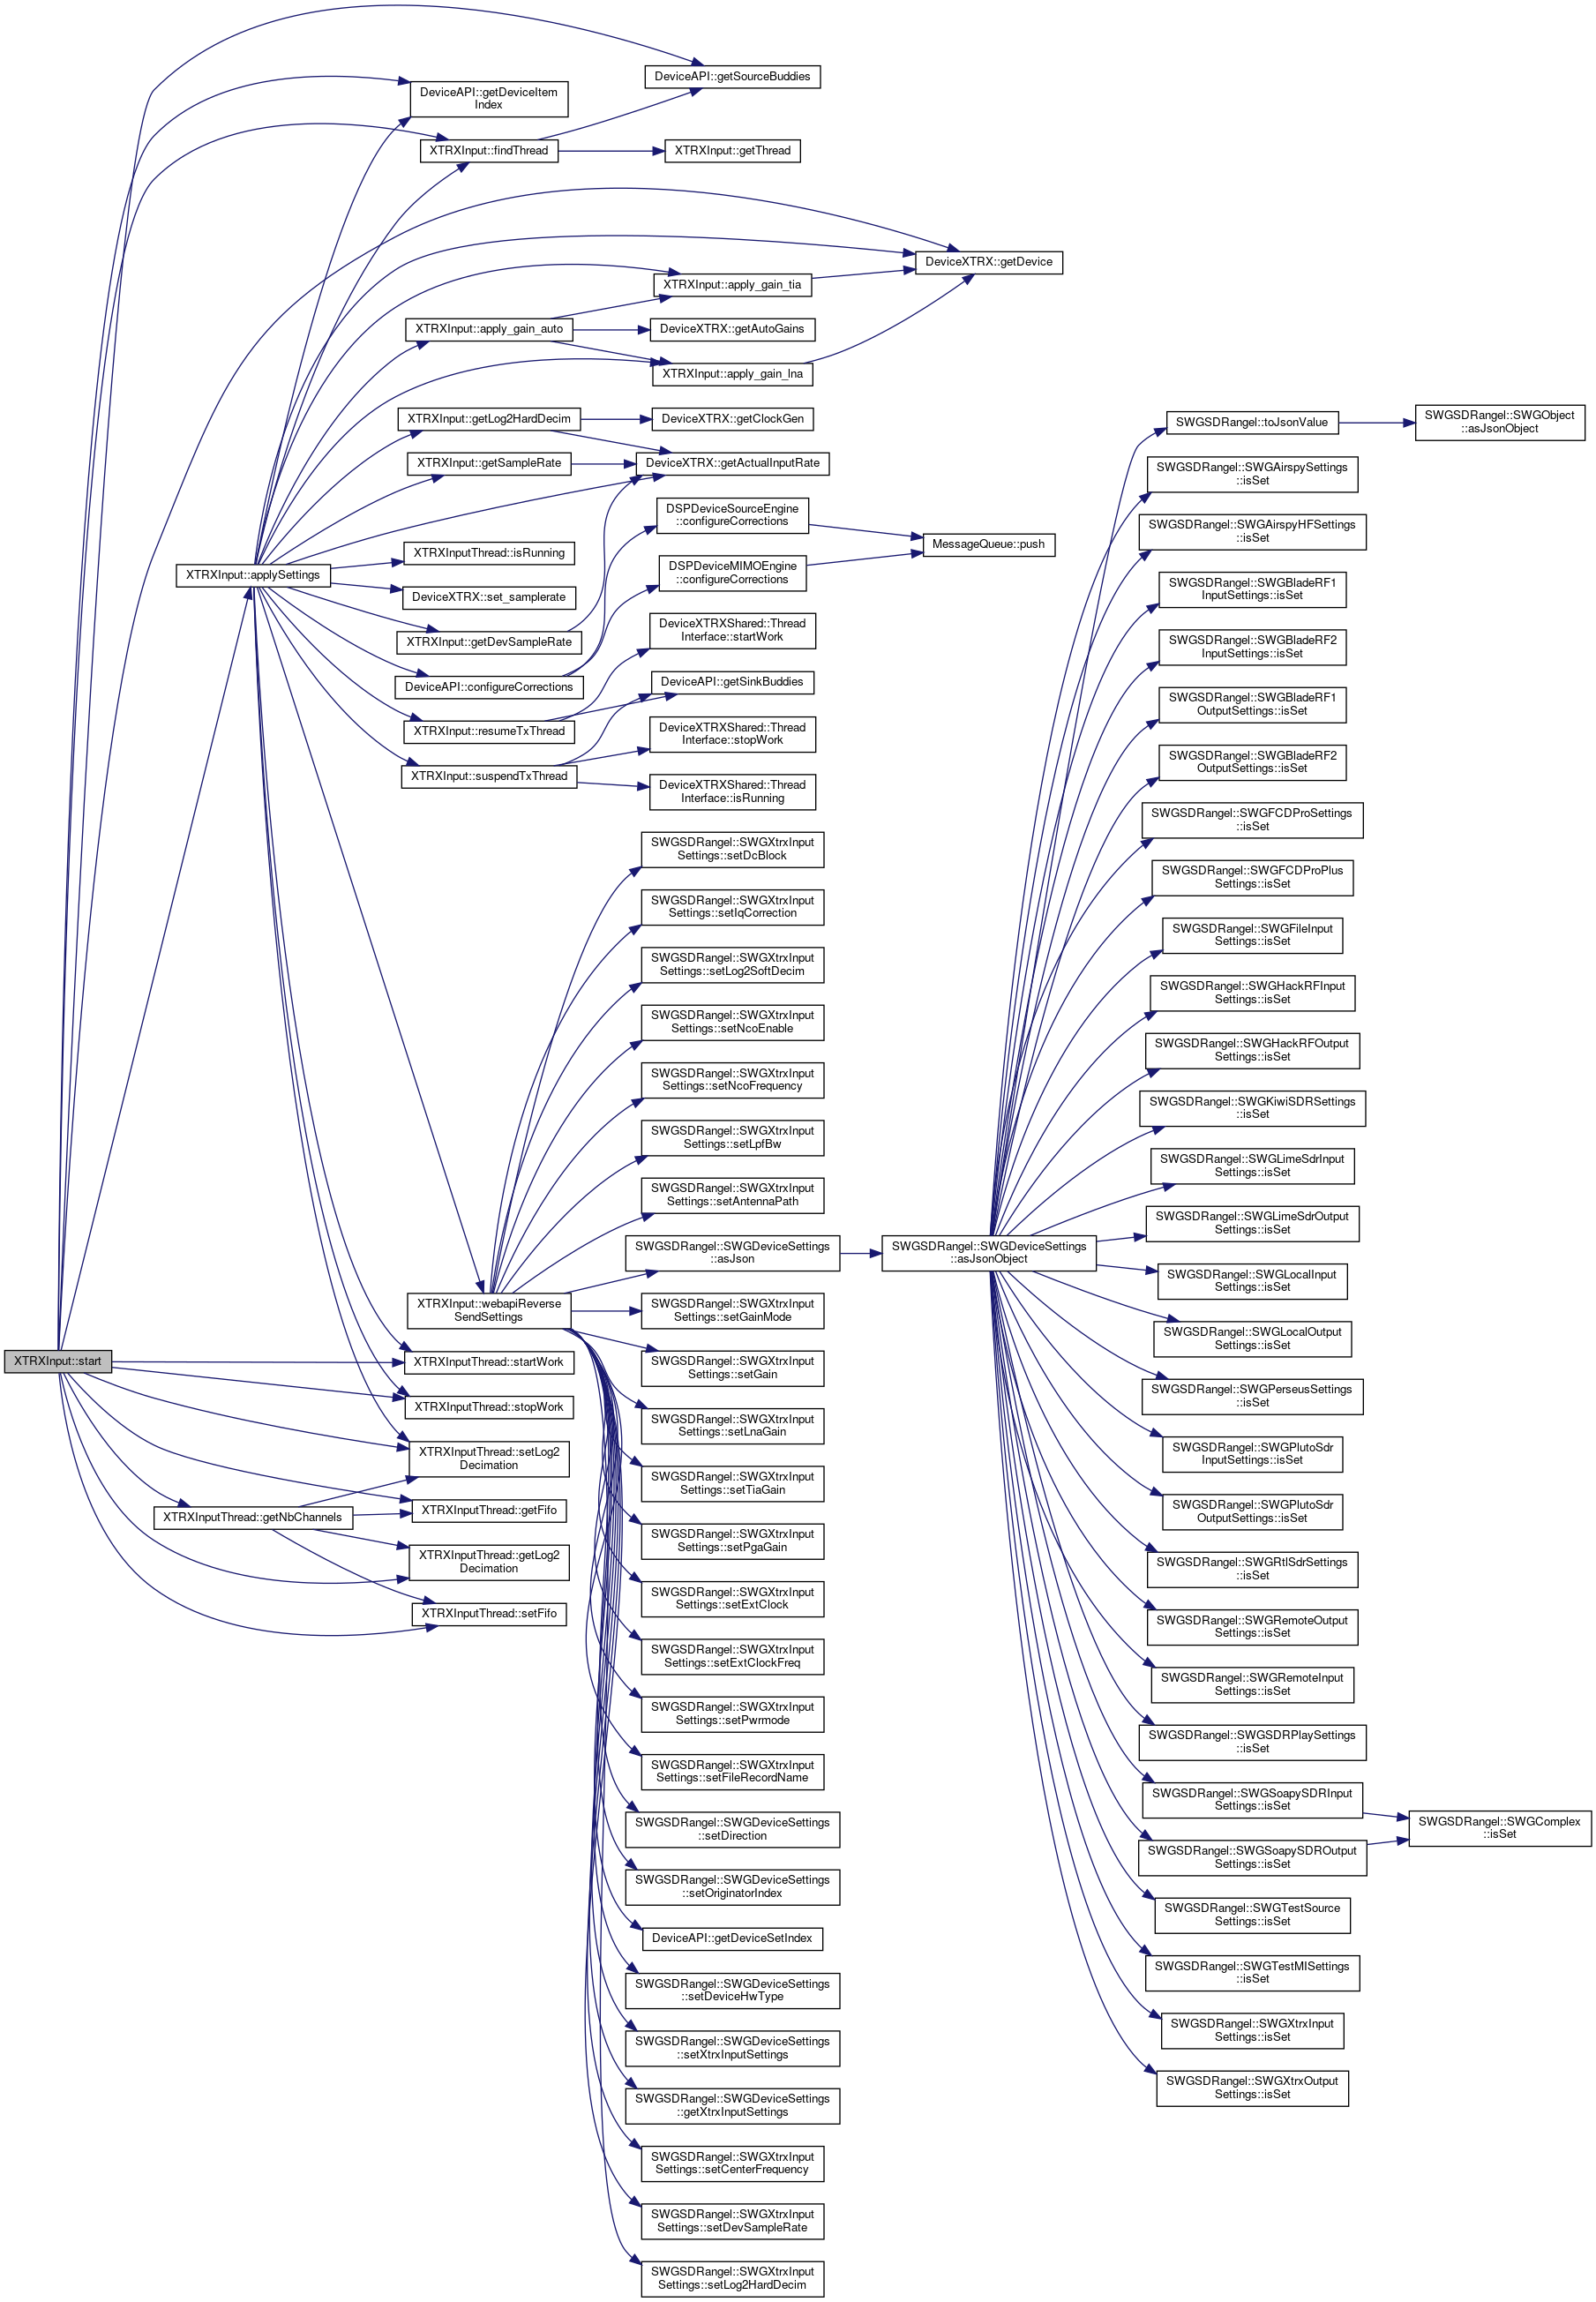 XTRXInput::start
DeviceAPI::getDeviceItem
Index
XTRXInput::findThread
XTRXInput::applySettings
XTRXInputThread::getNbChannels
XTRXInput::apply_gain_auto
XTRXInput::getLog2HardDecim
XTRXInput::getSampleRate
XTRXInputThread::isRunning
DeviceXTRX::set_samplerate
XTRXInput::getDevSampleRate
DeviceAPI::configureCorrections
XTRXInput::resumeTxThread
XTRXInput::suspendTxThread
XTRXInput::webapiReverse
SendSettings
XTRXInputThread::startWork
XTRXInputThread::stopWork
XTRXInputThread::setLog2
Decimation
XTRXInputThread::getFifo
XTRXInputThread::getLog2
Decimation
XTRXInputThread::setFifo
DeviceAPI::getSourceBuddies
XTRXInput::getThread
XTRXInput::apply_gain_tia
DeviceXTRX::getAutoGains
XTRXInput::apply_gain_lna
DeviceXTRX::getClockGen
DeviceXTRX::getActualInputRate
DSPDeviceSourceEngine
::configureCorrections
DSPDeviceMIMOEngine
::configureCorrections
DeviceXTRXShared::Thread
Interface::startWork
DeviceAPI::getSinkBuddies
DeviceXTRXShared::Thread
Interface::stopWork
DeviceXTRXShared::Thread
Interface::isRunning
SWGSDRangel::SWGXtrxInput
Settings::setDcBlock
SWGSDRangel::SWGXtrxInput
Settings::setIqCorrection
SWGSDRangel::SWGXtrxInput
Settings::setLog2SoftDecim
SWGSDRangel::SWGXtrxInput
Settings::setNcoEnable
SWGSDRangel::SWGXtrxInput
Settings::setNcoFrequency
SWGSDRangel::SWGXtrxInput
Settings::setLpfBw
SWGSDRangel::SWGXtrxInput
Settings::setAntennaPath
SWGSDRangel::SWGDeviceSettings
::asJson
SWGSDRangel::SWGXtrxInput
Settings::setGainMode
SWGSDRangel::SWGXtrxInput
Settings::setGain
SWGSDRangel::SWGXtrxInput
Settings::setLnaGain
SWGSDRangel::SWGXtrxInput
Settings::setTiaGain
SWGSDRangel::SWGXtrxInput
Settings::setPgaGain
SWGSDRangel::SWGXtrxInput
Settings::setExtClock
SWGSDRangel::SWGXtrxInput
Settings::setExtClockFreq
SWGSDRangel::SWGXtrxInput
Settings::setPwrmode
SWGSDRangel::SWGXtrxInput
Settings::setFileRecordName
SWGSDRangel::SWGDeviceSettings
::setDirection
SWGSDRangel::SWGDeviceSettings
::setOriginatorIndex
DeviceAPI::getDeviceSetIndex
SWGSDRangel::SWGDeviceSettings
::setDeviceHwType
SWGSDRangel::SWGDeviceSettings
::setXtrxInputSettings
SWGSDRangel::SWGDeviceSettings
::getXtrxInputSettings
SWGSDRangel::SWGXtrxInput
Settings::setCenterFrequency
SWGSDRangel::SWGXtrxInput
Settings::setDevSampleRate
SWGSDRangel::SWGXtrxInput
Settings::setLog2HardDecim
DeviceXTRX::getDevice
MessageQueue::push
SWGSDRangel::SWGDeviceSettings
::asJsonObject
SWGSDRangel::toJsonValue
SWGSDRangel::SWGAirspySettings
::isSet
SWGSDRangel::SWGAirspyHFSettings
::isSet
SWGSDRangel::SWGBladeRF1
InputSettings::isSet
SWGSDRangel::SWGBladeRF2
InputSettings::isSet
SWGSDRangel::SWGBladeRF1
OutputSettings::isSet
SWGSDRangel::SWGBladeRF2
OutputSettings::isSet
SWGSDRangel::SWGFCDProSettings
::isSet
SWGSDRangel::SWGFCDProPlus
Settings::isSet
SWGSDRangel::SWGFileInput
Settings::isSet
SWGSDRangel::SWGHackRFInput
Settings::isSet
SWGSDRangel::SWGHackRFOutput
Settings::isSet
SWGSDRangel::SWGKiwiSDRSettings
::isSet
SWGSDRangel::SWGLimeSdrInput
Settings::isSet
SWGSDRangel::SWGLimeSdrOutput
Settings::isSet
SWGSDRangel::SWGLocalInput
Settings::isSet
SWGSDRangel::SWGLocalOutput
Settings::isSet
SWGSDRangel::SWGPerseusSettings
::isSet
SWGSDRangel::SWGPlutoSdr
InputSettings::isSet
SWGSDRangel::SWGPlutoSdr
OutputSettings::isSet
SWGSDRangel::SWGRtlSdrSettings
::isSet
SWGSDRangel::SWGRemoteOutput
Settings::isSet
SWGSDRangel::SWGRemoteInput
Settings::isSet
SWGSDRangel::SWGSDRPlaySettings
::isSet
SWGSDRangel::SWGSoapySDRInput
Settings::isSet
SWGSDRangel::SWGSoapySDROutput
Settings::isSet
SWGSDRangel::SWGTestSource
Settings::isSet
SWGSDRangel::SWGTestMISettings
::isSet
SWGSDRangel::SWGXtrxInput
Settings::isSet
SWGSDRangel::SWGXtrxOutput
Settings::isSet
SWGSDRangel::SWGObject
::asJsonObject
SWGSDRangel::SWGComplex
::isSet